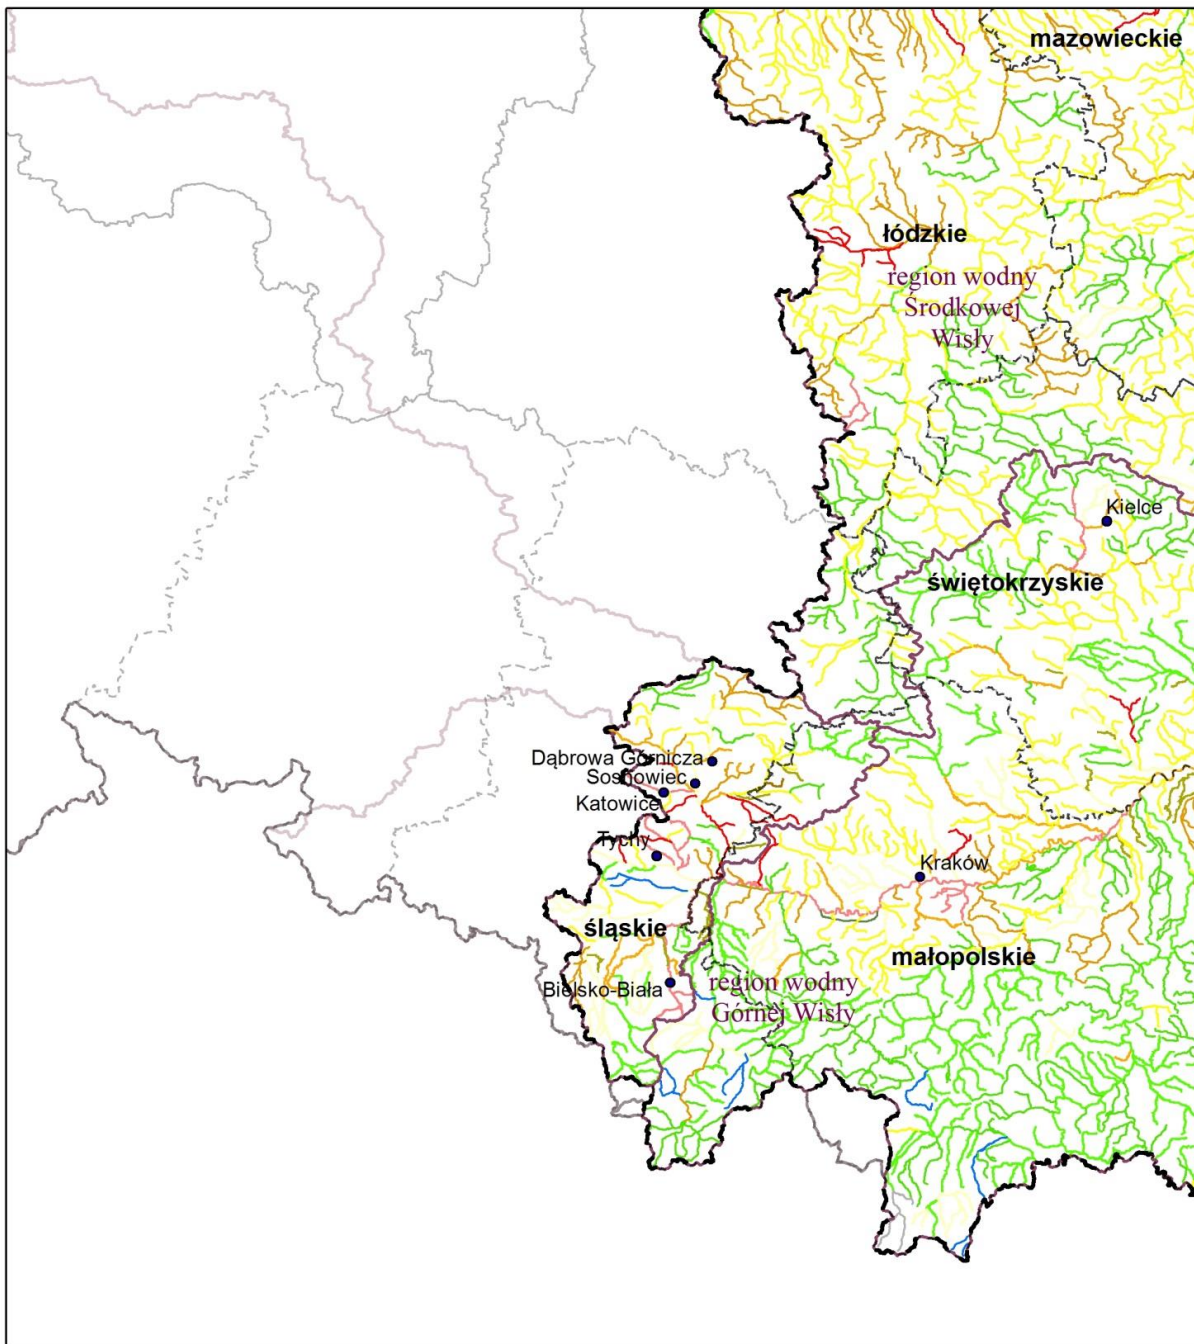 mazowieckie
łódzkie
region wodny
Środkowej
Wisły
Kielce
świętokrzyskie
Dąbrowa Górnicza
Sosnowiec
Katowice
Tychy
Kraków
śląskie
małopolskie
Bielsko-Biała
region wodny
Górnej Wisły